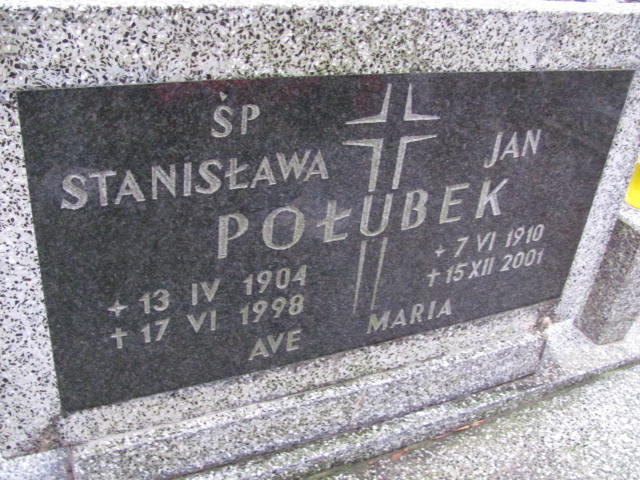 ŚP
STANISŁAWA JAN
POŁUBEK
+ 13 IV 1904 + 7 VI 1910
+ 17 VI 1998 + 15 XII 2001
AVE MARIA